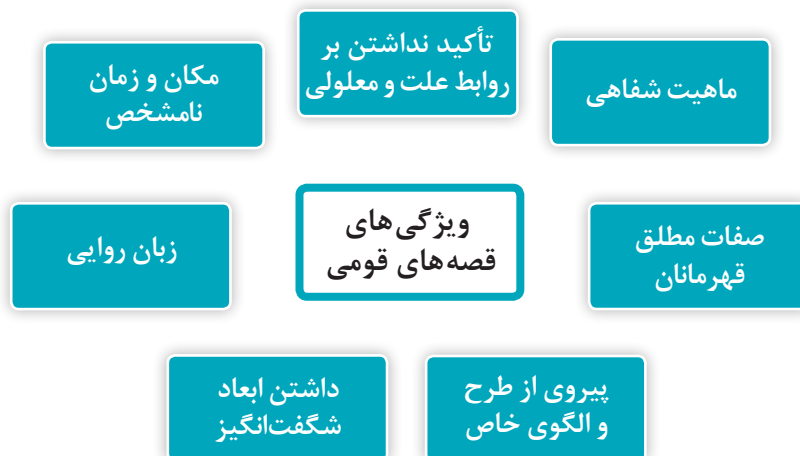 تأکید نداشتن بر
روابط علت و معلولی
ماهیت شفاهی
مکان و زمان
نامشخص
صفات مطلق
قهرمانان
ویژگی‌های
قصه‌های قومی
زبان روایی
پیروی از طرح
و الگوی خاص
داشتن ابعاد
شگفت‌انگیز